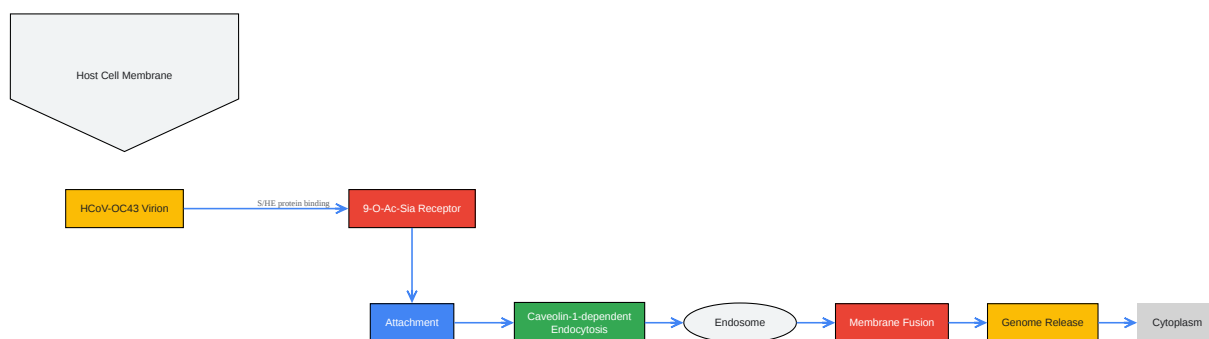 Host Cell Membrane
HCoV-OC43 Virion
S/HE protein binding
9-O-Ac-Sia Receptor
Attachment
Caveolin-1-dependent
Endocytosis
Endosome
Membrane Fusion
Genome Release
Cytoplasm